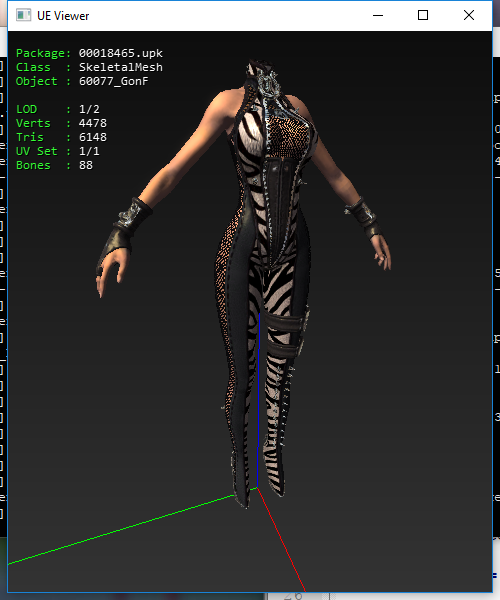 UE Viewer
Package: 00018465.upk
Class : SkeletalMesh
Object : 60077_GonF
LOD : 1/2
Verts : 4478
Tris : 6148
UV Set : 1/1
Bones : 88